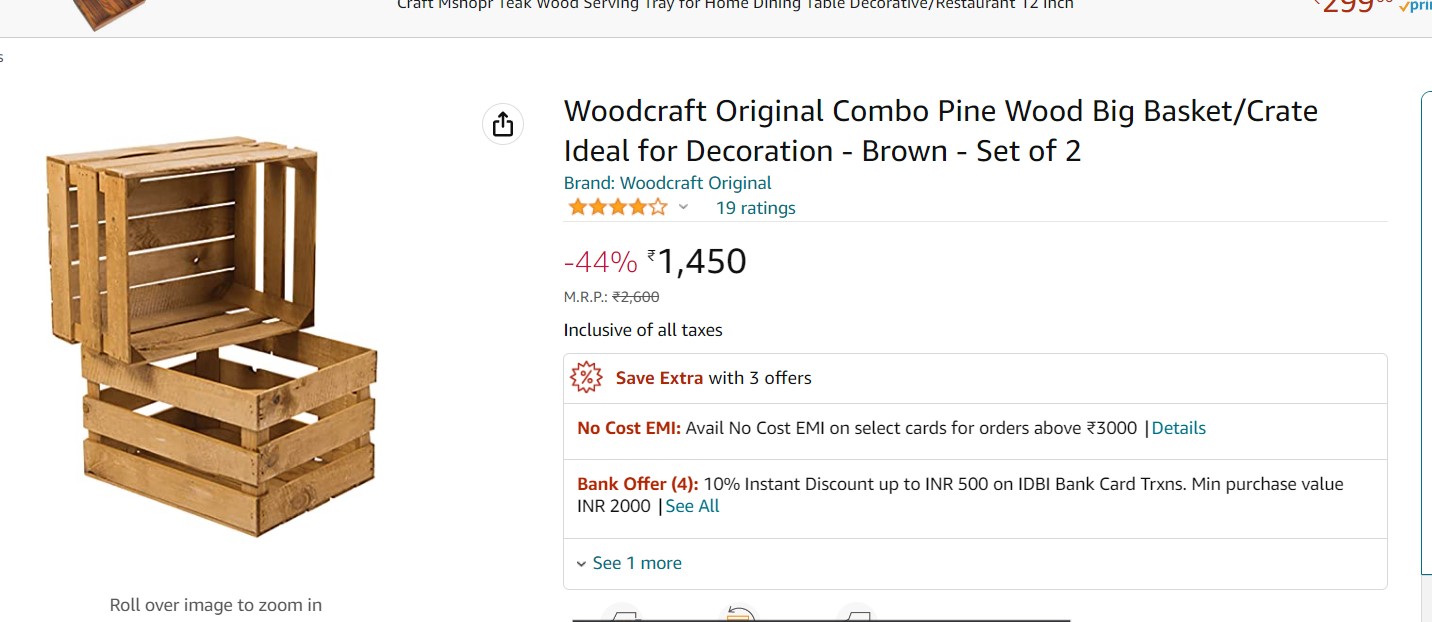 Craft Mshopr Teak Wood Serving Tray for Home Dining Table Decorative/Restaurant 12 Inch
₹299
s
Woodcraft Original Combo Pine Wood Big Basket/Crate
Ideal for Decoration - Brown - Set of 2
Brand: Woodcraft Original
19 ratings
-44% ₹1,450
M.R.P.: ₹2,600
Inclusive of all taxes
Save Extra with 3 offers
No Cost EMI: Avail No Cost EMI on select cards for orders above ₹3000 |Details
Bank Offer (4): 10% Instant Discount up to INR 500 on IDBI Bank Card Trxns. Min purchase value
INR 2000 |See All
See 1 more
Roll over image to zoom in